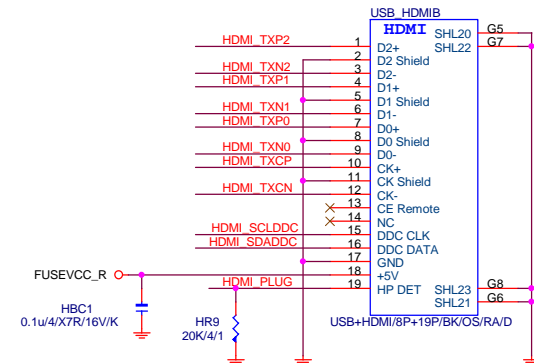 USB_HDMIB
HDMI
HDMI_TXP2 1 D2+ SHL20 G5
2 D2 Shield SHL22 G7
HDMI_TXN2 3 D2-
HDMI_TXP1 4 D1+
5 D1 Shield
HDMI_TXN1 6 D1-
HDMI_TXP0 7 D0+
8 D0 Shield
HDMI_TXN0 9 D0-
HDMI_TXCP 10 CK+
11 CK Shield
HDMI_TXCN 12 CK-
13 CE Remote
14 NC
HDMI_SCLDDC 15 DDC CLK
HDMI_SDADDC 16 DDC DATA
17 GND
FUSEVCC_R 18 +5V
HDMI_PLUG 19 HP DET SHL23 G8
SHL21 G6
HBC1
0.1u/4/X7R/16V/K
HR9
20K/4/1
USB+HDMI/8P+19P/BK/OS/RA/D